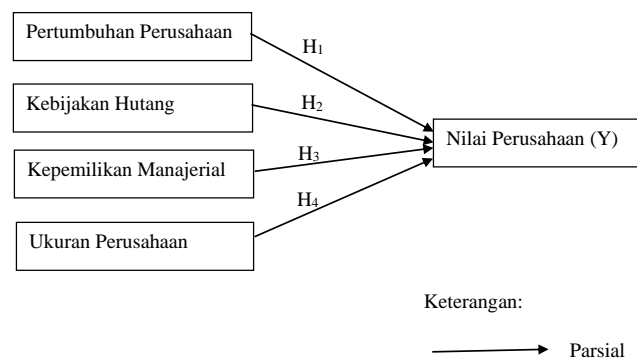 Pertumbuhan Perusahaan
H1
Kebijakan Hutang
H2
Nilai Perusahaan (Y)
Kepemilikan Manajerial
H3
H4
Ukuran Perusahaan
Keterangan:
Parsial